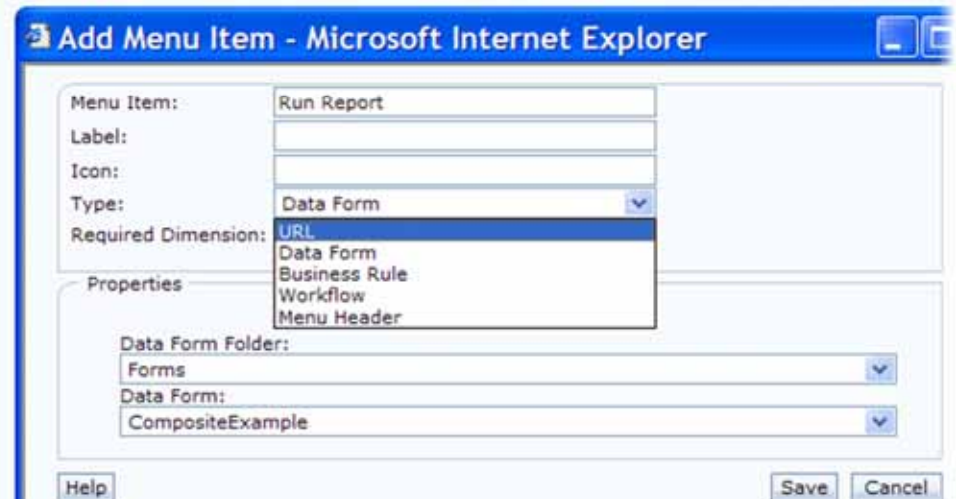 Add Menu Item - Microsoft Internet Explorer
Menu Item: Run Report
Label:
Icon:
Type: Data Form
Required Dimension: URL
Data Form
Business Rule
Workflow
Menu Header
Properties
Data Form Folder:
Forms
Data Form:
CompositeExample
Help Save Cancel